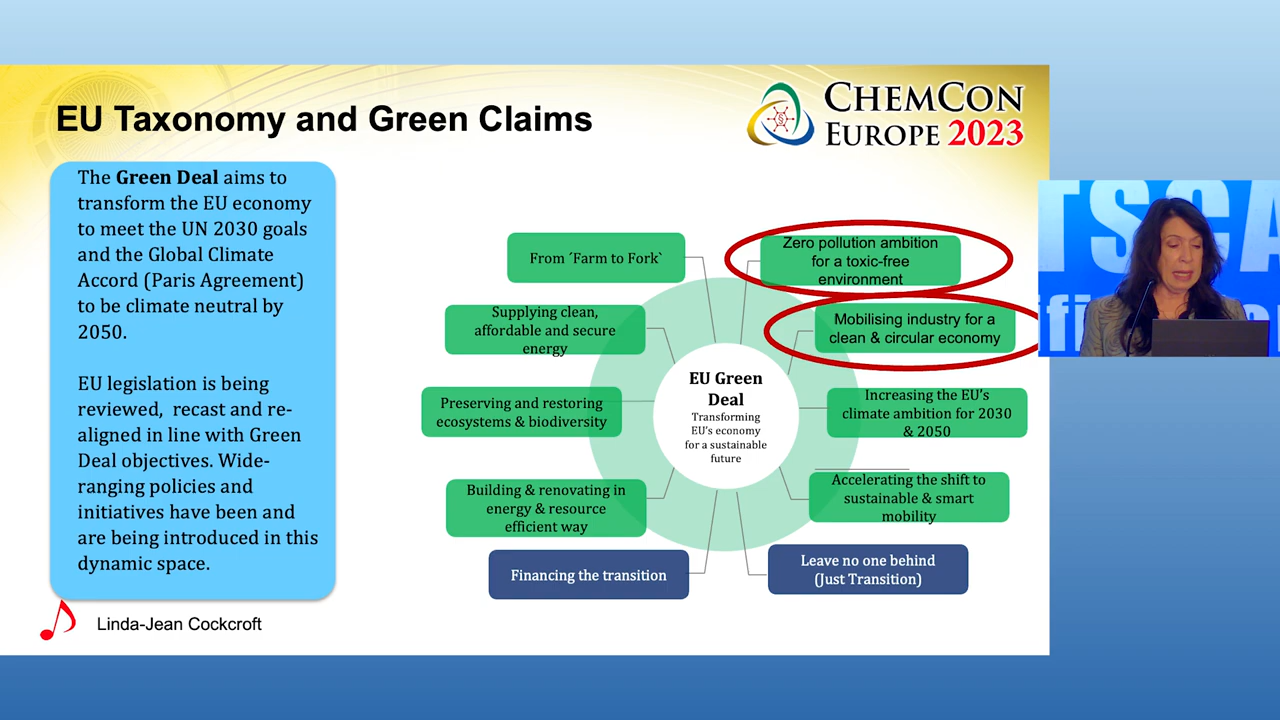 EU Taxonomy and Green Claims
CHEMCON
EUROPE 2023
The Green Deal aims to
transform the EU economy
to meet the UN 2030 goals
and the Global Climate
Accord (Paris Agreement)
to be climate neutral by
2050.
EU legislation is being
reviewed, recast and re-
aligned in line with Green
Deal objectives. Wide-
ranging policies and
initiatives have been and
are being introduced in this
dynamic space.
From ´Farm to Fork`
Supplying clean,
affordable and secure
energy
Preserving and restoring
ecosystems & biodiversity
Building & renovating in
energy & resource
efficient way
Financing the transition
EU Green
Deal
Transforming
EU's economy
for a sustainable
future
Zero pollution ambition
for a toxic-free
environment
Mobilising industry for a
clean & circular economy
Increasing the EU's
climate ambition for 2030
& 2050
Accelerating the shift to
sustainable & smart
mobility
Leave no one behind
(Just Transition)
Linda-Jean Cockcroft
TSCA